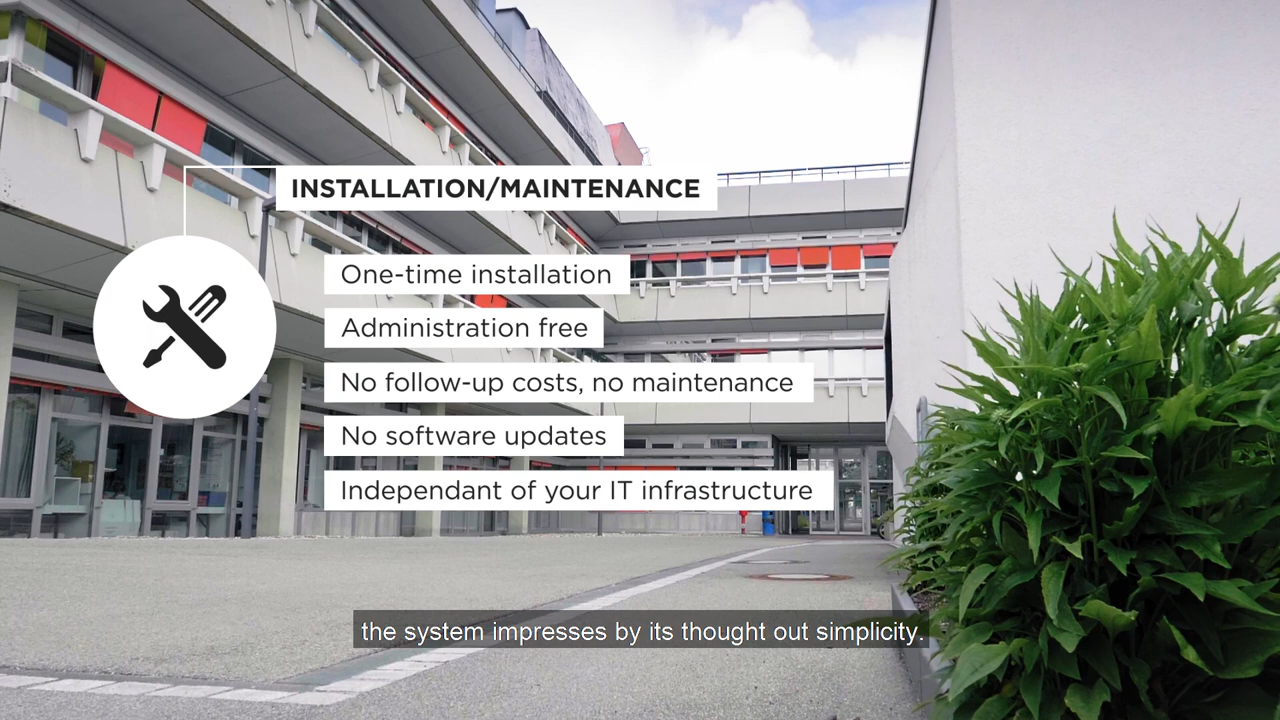 INSTALLATION/MAINTENANCE
One-time installation
Administration free
No follow-up costs, no maintenance
No software updates
Independant of your IT infrastructure
the system impresses by its thought out simplicity.